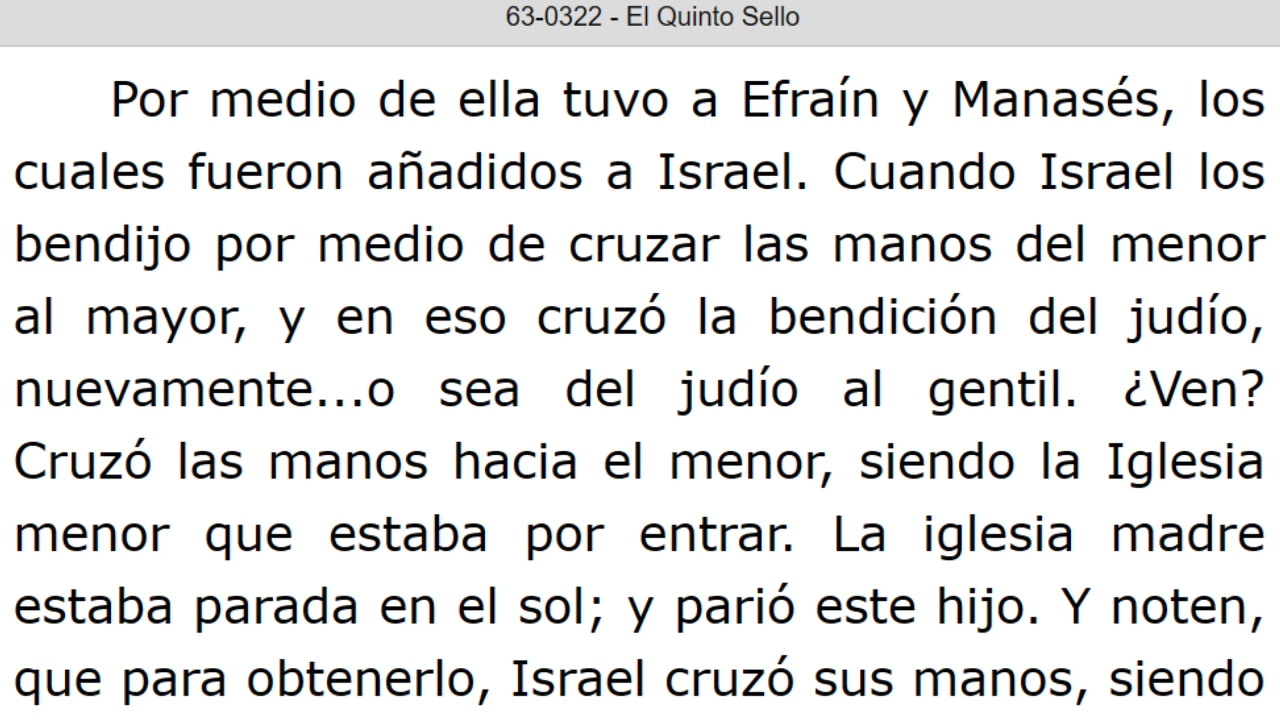 63-0322 - El Quinto Sello
Por medio de ella tuvo a Efraín y Manasés, los
cuales fueron añadidos a Israel. Cuando Israel los
bendijo por medio de cruzar las manos del menor
al mayor, y en eso cruzó la bendición del judío,
nuevamente...o sea del judío al gentil. ¿Ven?
Cruzó las manos hacia el menor, siendo la Iglesia
menor que estaba por entrar. La iglesia madre
estaba parada en el sol; y parió este hijo. Y noten,
que para obtenerlo, Israel cruzó sus manos, siendo